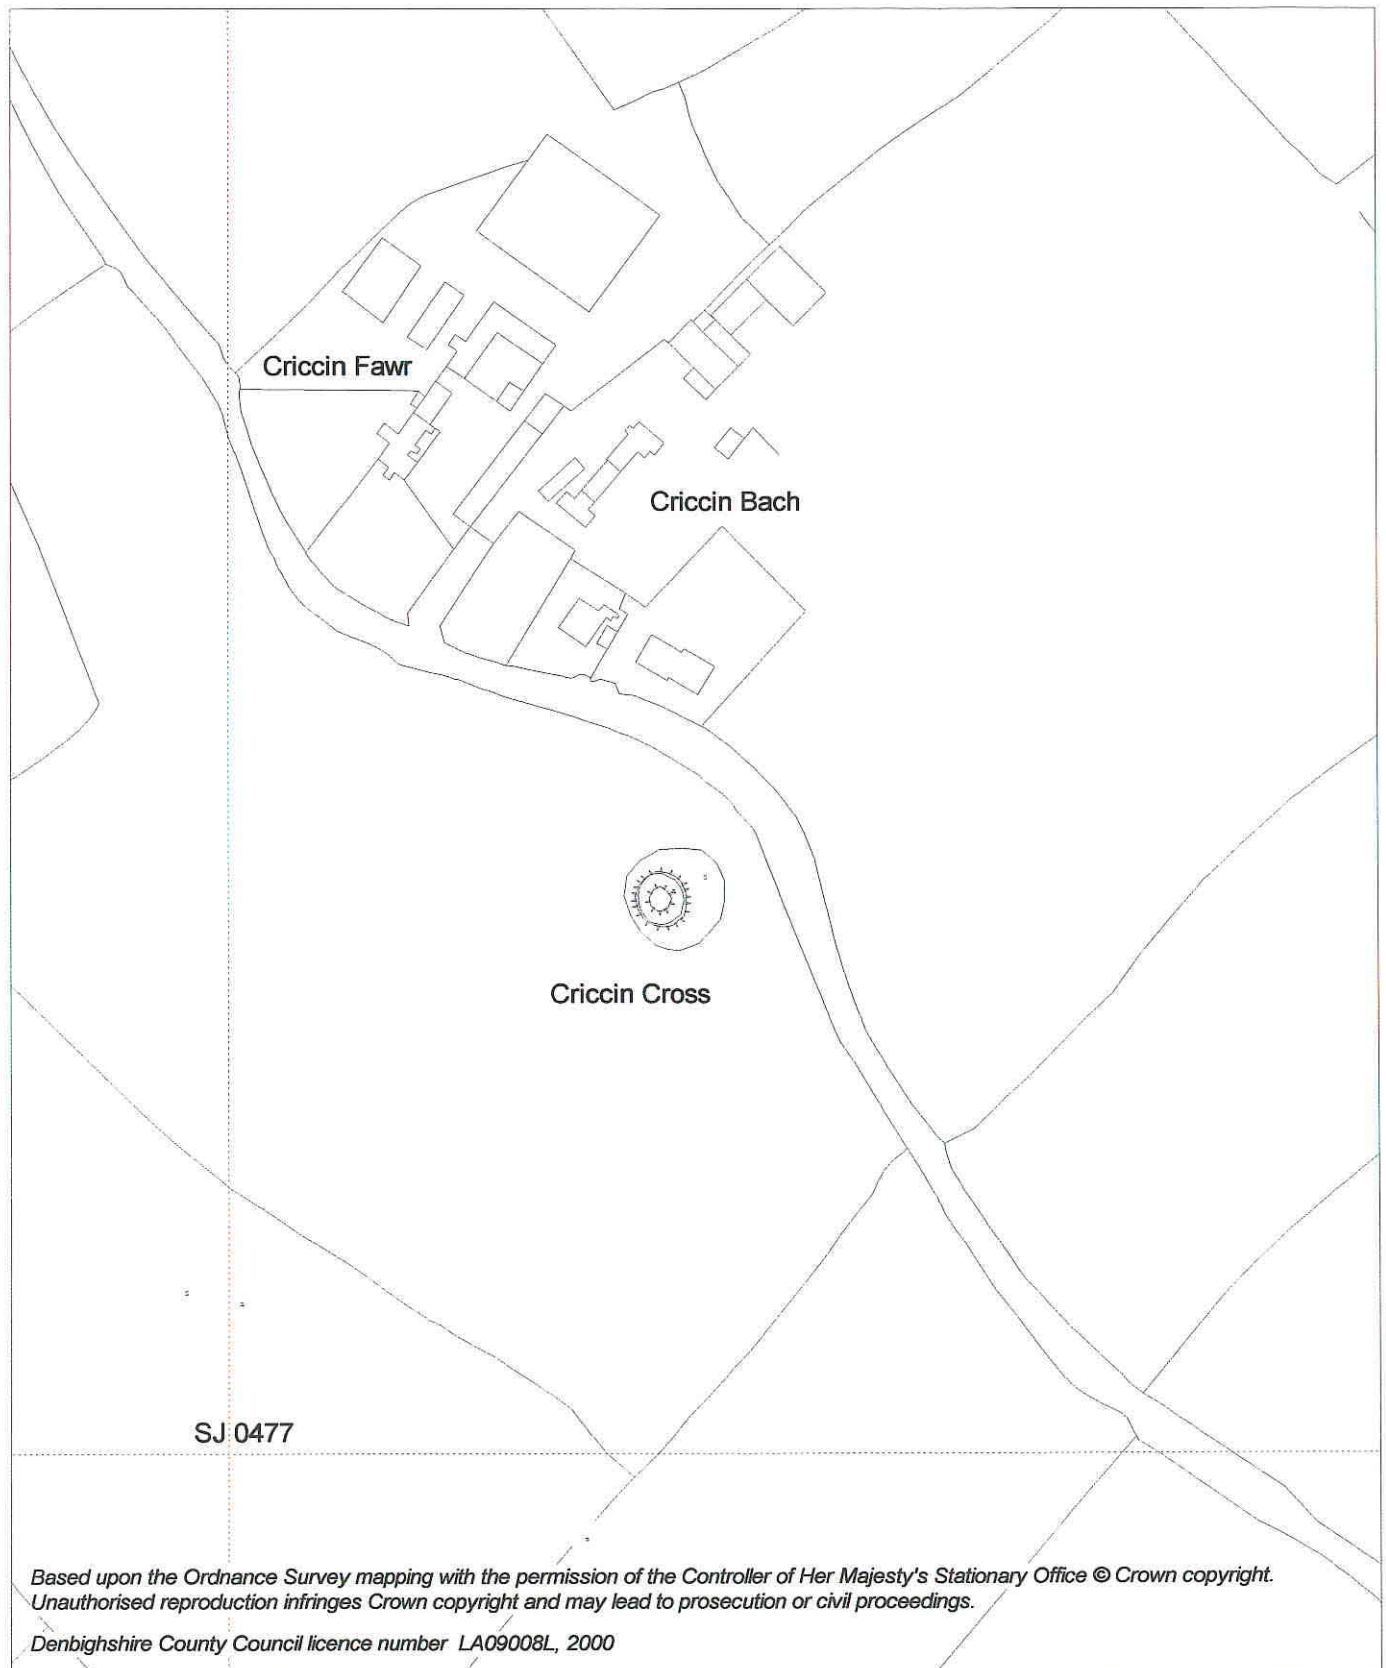 Criccin Fawr
Criccin Bach
Criccin Cross
SJ 0477
Based upon the Ordnance Survey mapping with the permission of the Controller of Her Majesty's Stationary Office © Crown copyright.
Unauthorised reproduction infringes Crown copyright and may lead to prosecution or civil proceedings.
Denbighshire County Council licence number LA09008L, 2000